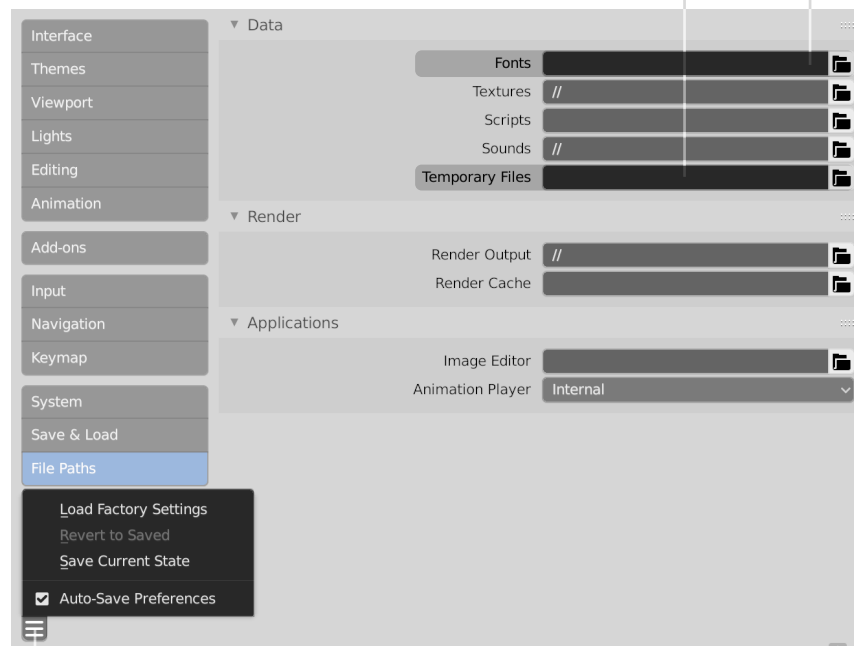 Interface
Themes
Viewport
Lights
Editing
Animation
Add-ons
Input
Navigation
Keymap
System
Save & Load
File Paths
Load Factory Settings
Revert to Saved
Save Current State
Auto-Save Preferences
Data
Fonts
Textures //
Scripts
Sounds //
Temporary Files
Render
Render Output //
Render Cache
Applications
Image Editor
Animation Player Internal